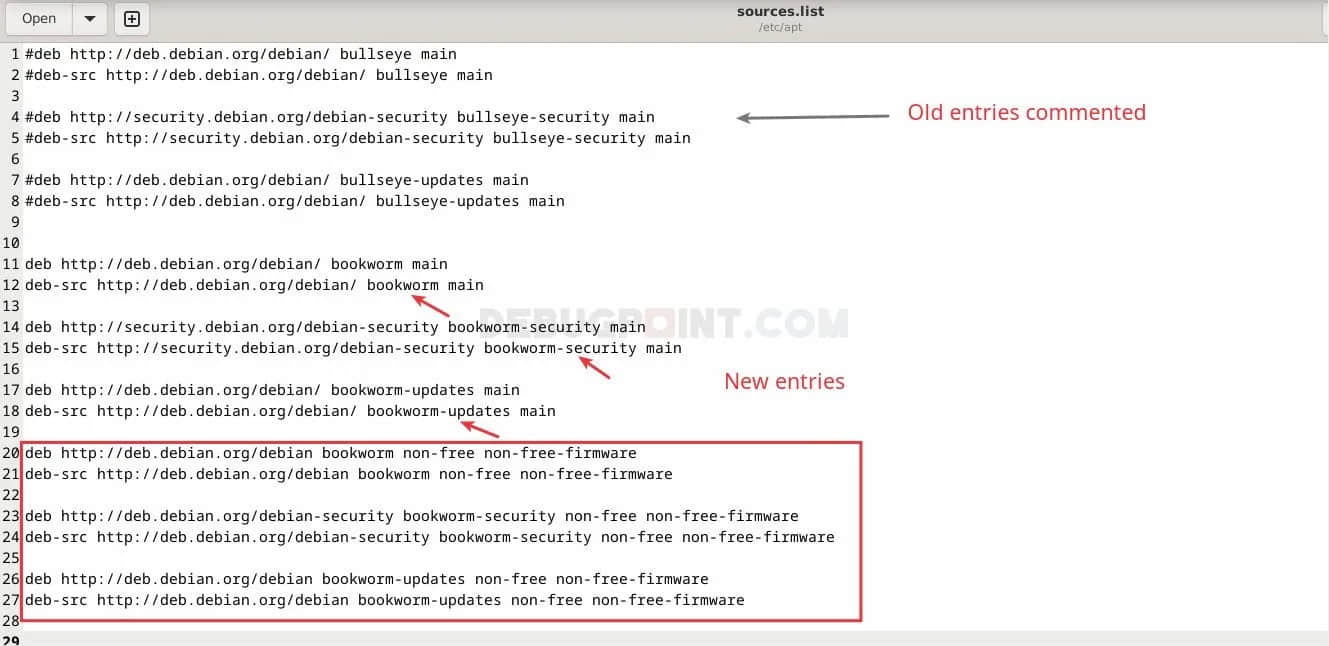 Open
sources.list
/etc/apt
1 #deb http://deb.debian.org/debian/ bullseye main
2 #deb-src http://deb.debian.org/debian/ bullseye main
3
4 #deb http://security.debian.org/debian-security bullseye-security main
Old entries commented
5 #deb-src http://security.debian.org/debian-security bullseye-security main
6
7 #deb http://deb.debian.org/debian/ bullseye-updates main
8 #deb-src http://deb.debian.org/debian/ bullseye-updates main
9
10
11 deb http://deb.debian.org/debian/ bookworm main
12 deb-src http://deb.debian.org/debian/ bookworm main
13
DEBUGPOINT.COM
14 deb http://security.debian.org/debian-security bookworm-security main
15 deb-src http://security.debian.org/debian-security bookworm-security main
16
New entries
17 deb http://deb.debian.org/debian/ bookworm-updates main
18 deb-src http://deb.debian.org/debian/ bookworm-updates main
19
20 deb http://deb.debian.org/debian bookworm non-free non-free-firmware
21 deb-src http://deb.debian.org/debian bookworm non-free non-free-firmware
22
23 deb http://deb.debian.org/debian-security bookworm-security non-free non-free-firmware
24 deb-src http://deb.debian.org/debian-security bookworm-security non-free non-free-firmware
25
26 deb http://deb.debian.org/debian bookworm-updates non-free non-free-firmware
27 deb-src http://deb.debian.org/debian bookworm-updates non-free non-free-firmware
28
29